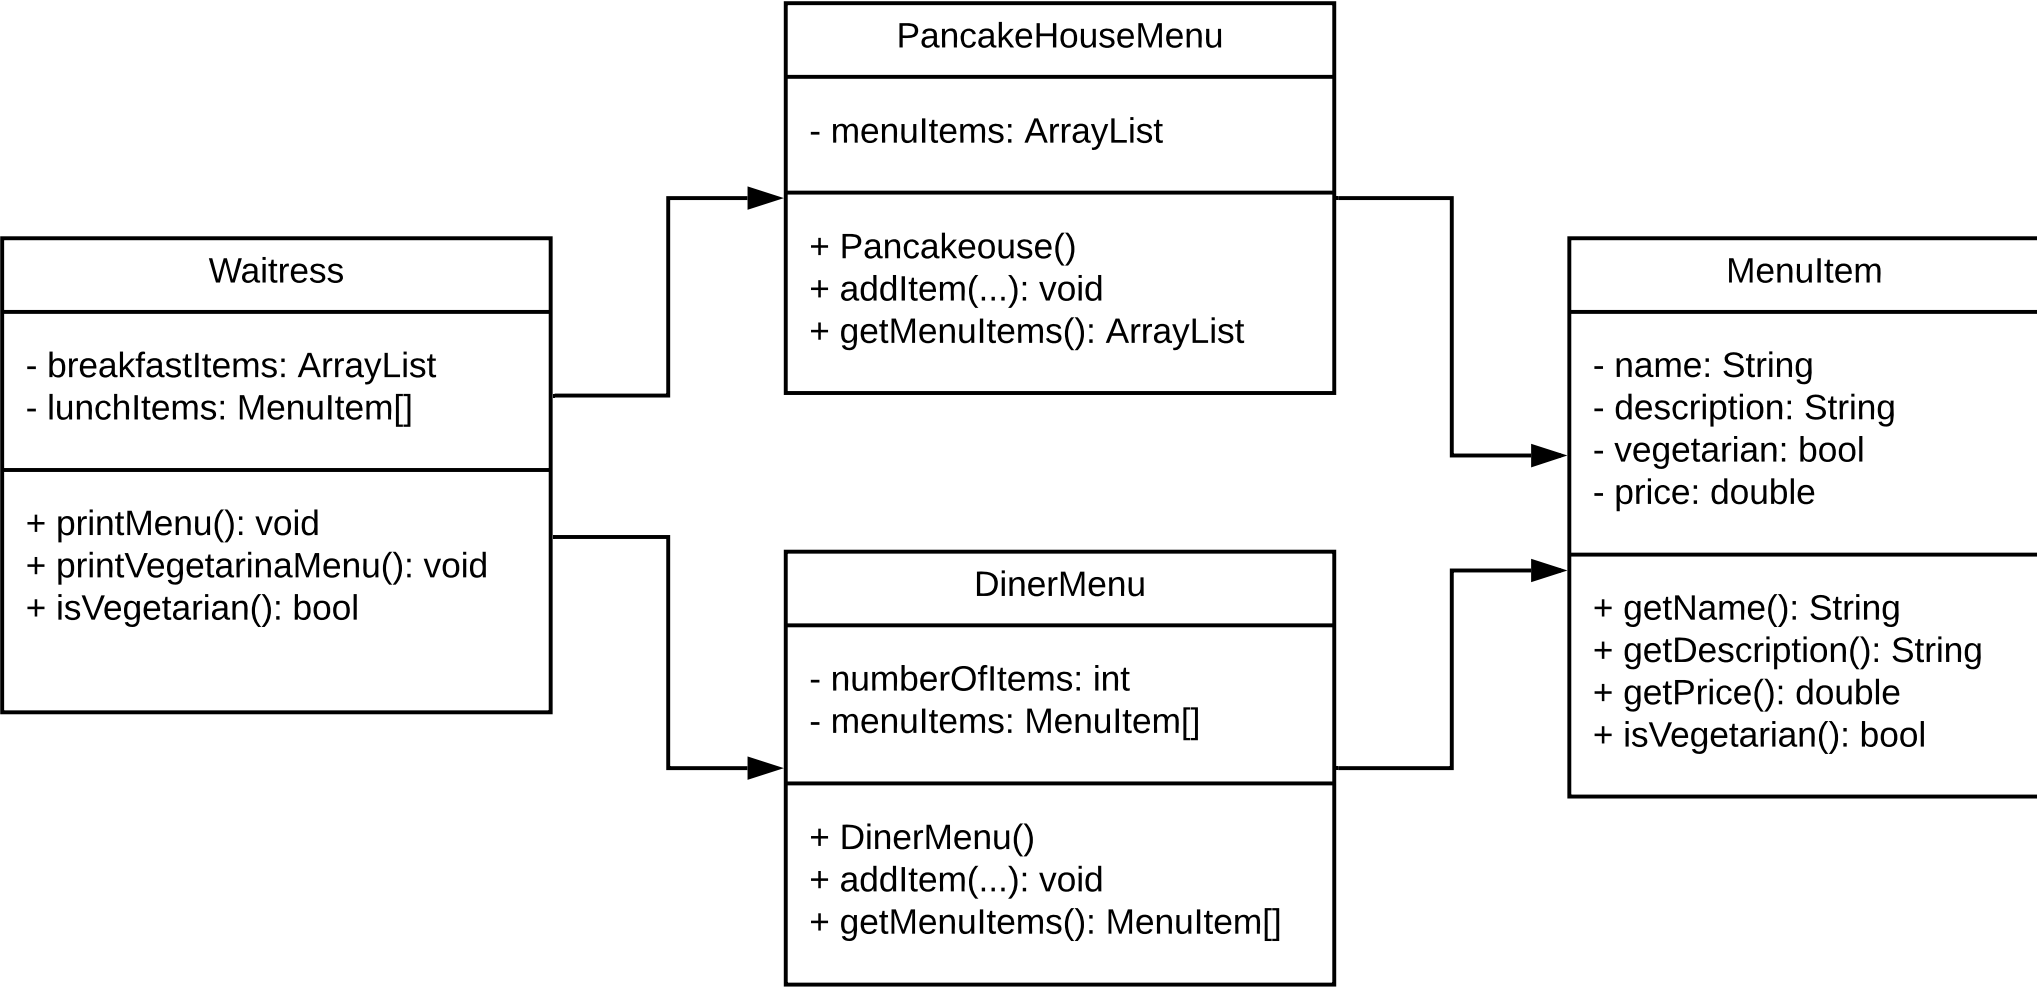 PancakeHouseMenu
- menuItems: ArrayList
+ Pancakeouse()
+ addItem(...): void
+ getMenuItems(): ArrayList
Waitress
- breakfastItems: ArrayList
- lunchItems: MenuItem[]
+ printMenu(): void
+ printVegetarinaMenu(): void
+ isVegetarian(): bool
DinerMenu
- numberOfItems: int
- menuItems: MenuItem[]
+ DinerMenu()
+ addItem(...): void
+ getMenuItems(): MenuItem[]
MenuItem
- name: String
- description: String
- vegetarian: bool
- price: double
+ getName(): String
+ getDescription(): String
+ getPrice(): double
+ isVegetarian(): bool